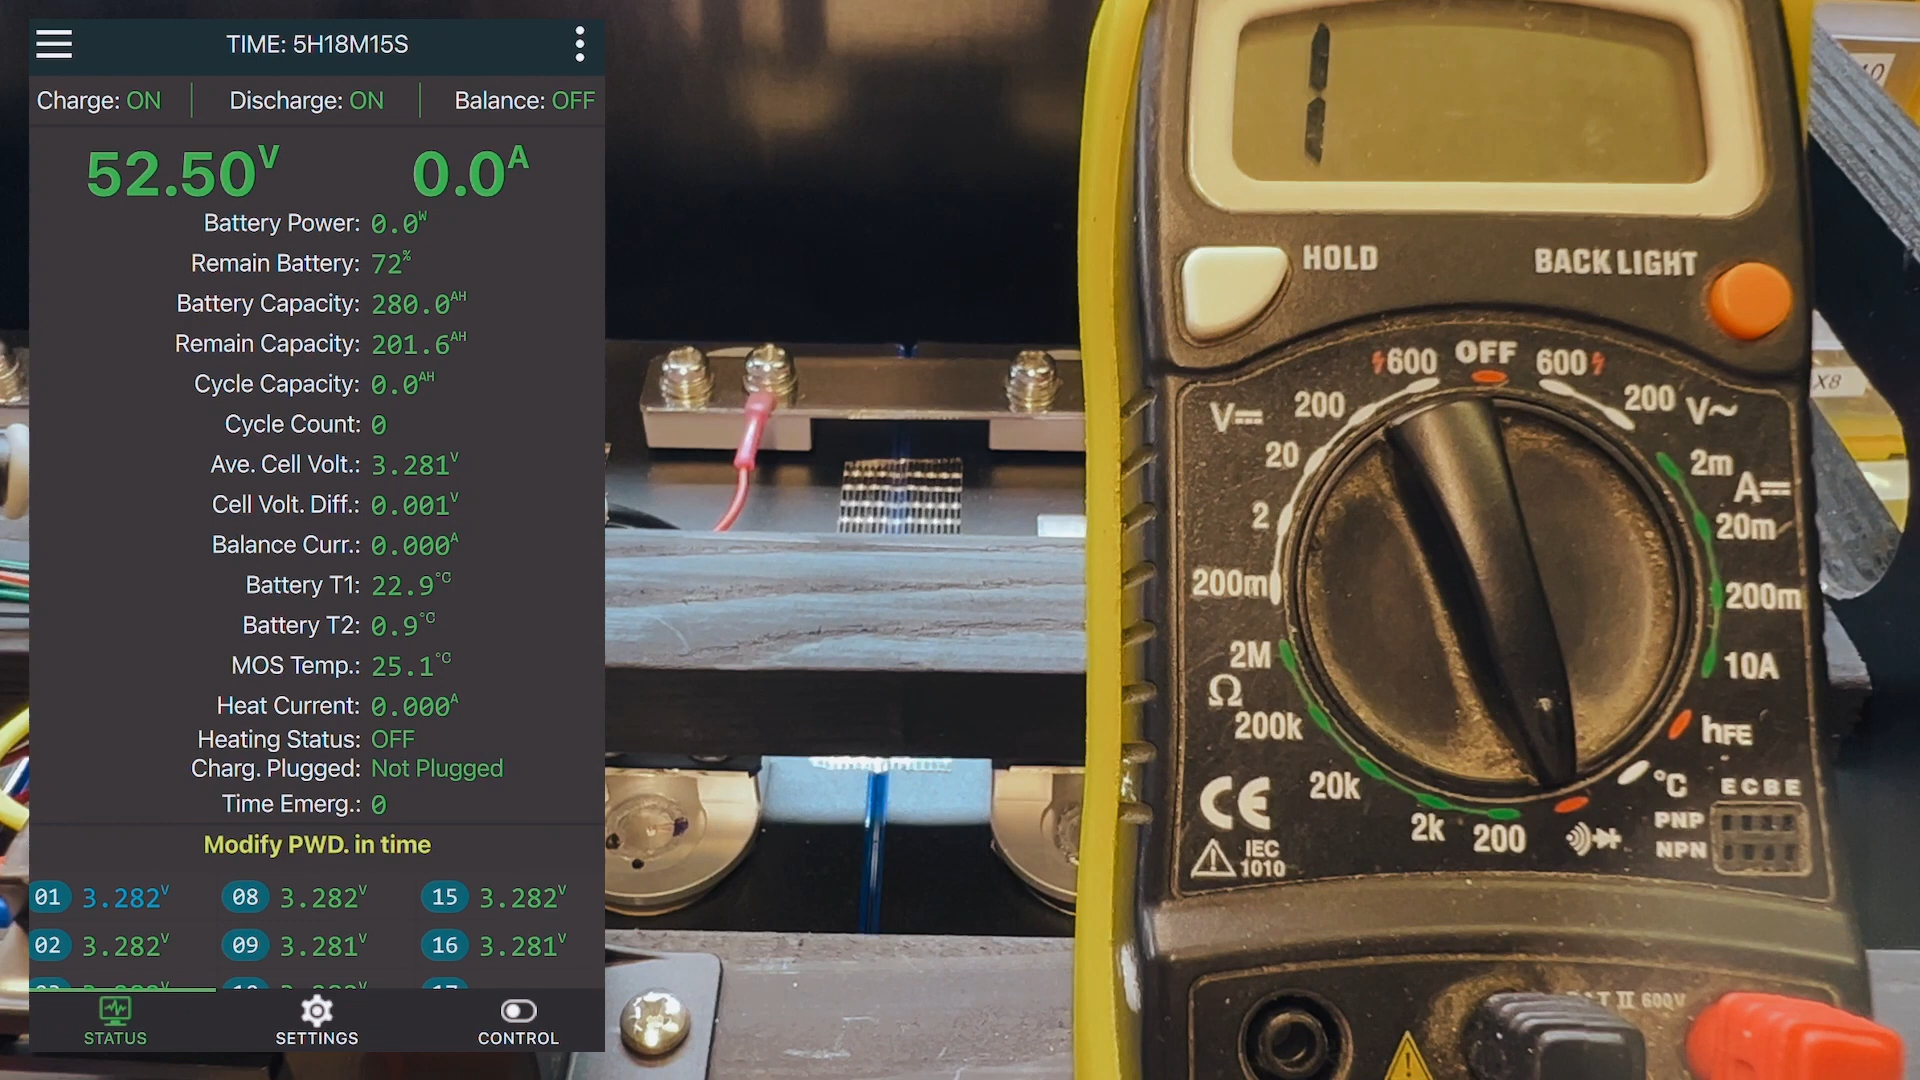 TIME: 5H18M15S
Charge: ON
Discharge: ON
Balance: OFF
52.50V
0.0A
Battery Power: 0.0W
Remain Battery: 72%
Battery Capacity: 280.0AH
Remain Capacity: 201.6AH
Cycle Capacity: 0.0AH
Cycle Count: 0
Ave. Cell Volt.: 3.281V
Cell Volt. Diff.: 0.001V
Balance Curr.: 0.000A
Battery T1: 22.9°C
Battery T2: 0.9°C
MOS Temp.: 25.1°C
Heat Current: 0.000A
Heating Status: OFF
Charg. Plugged: Not Plugged
Time Emerg.: 0
Modify PWD. in time
01 3.282V 08 3.282V 15 3.282V
02 3.282V 09 3.281V 16 3.281V
STATUS SETTINGS CONTROL
1
HOLD
BACK LIGHT
600 OFF 600
V⎓ 200 200 V~
20 2m
A⎓
2 20m
200m 200m
2M 10A
Ω
200k hFE
20k °C E C B E
2k 200
PNP
NPN
CE
IEC
1010
CAT II 600V
X8